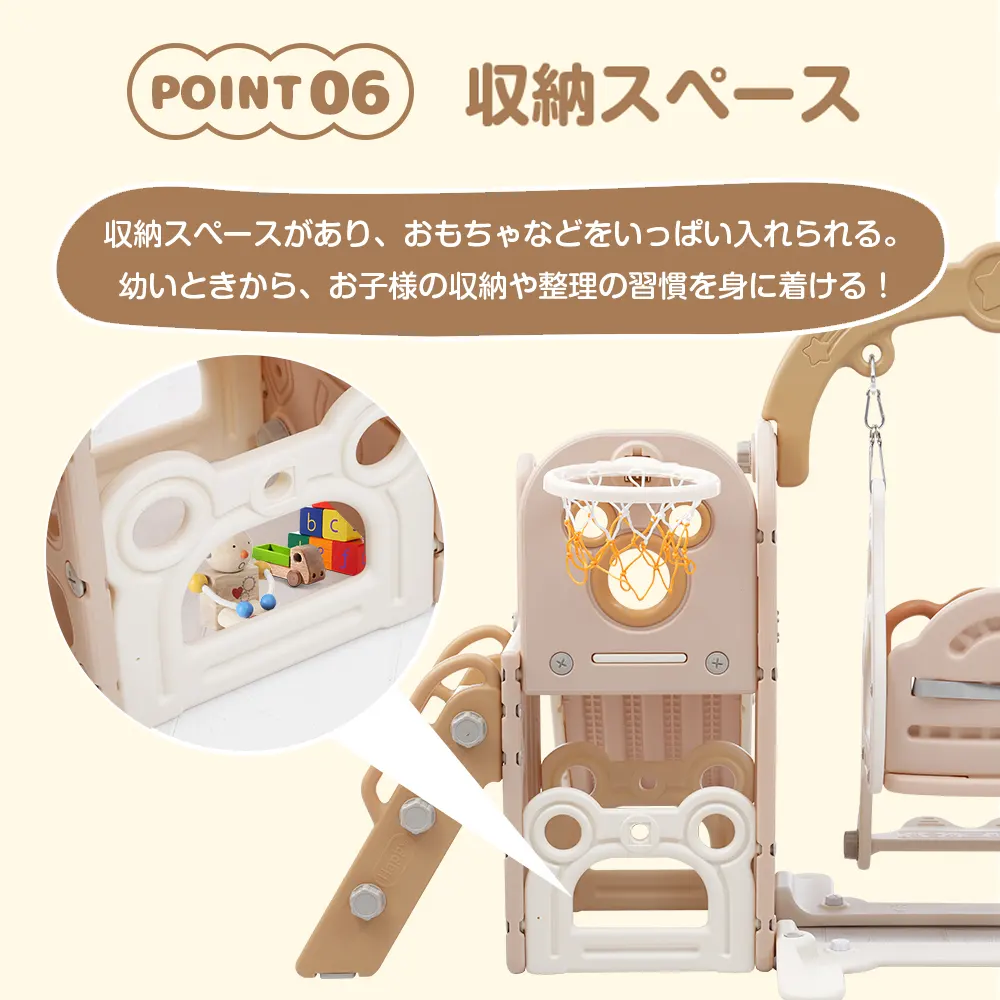 POINT 06
収納スペース
収納スペースがあり、おもちゃなどをいっぱい入れられる。
幼いときから、お子様の収納や整理の習慣を身に着ける！
b c